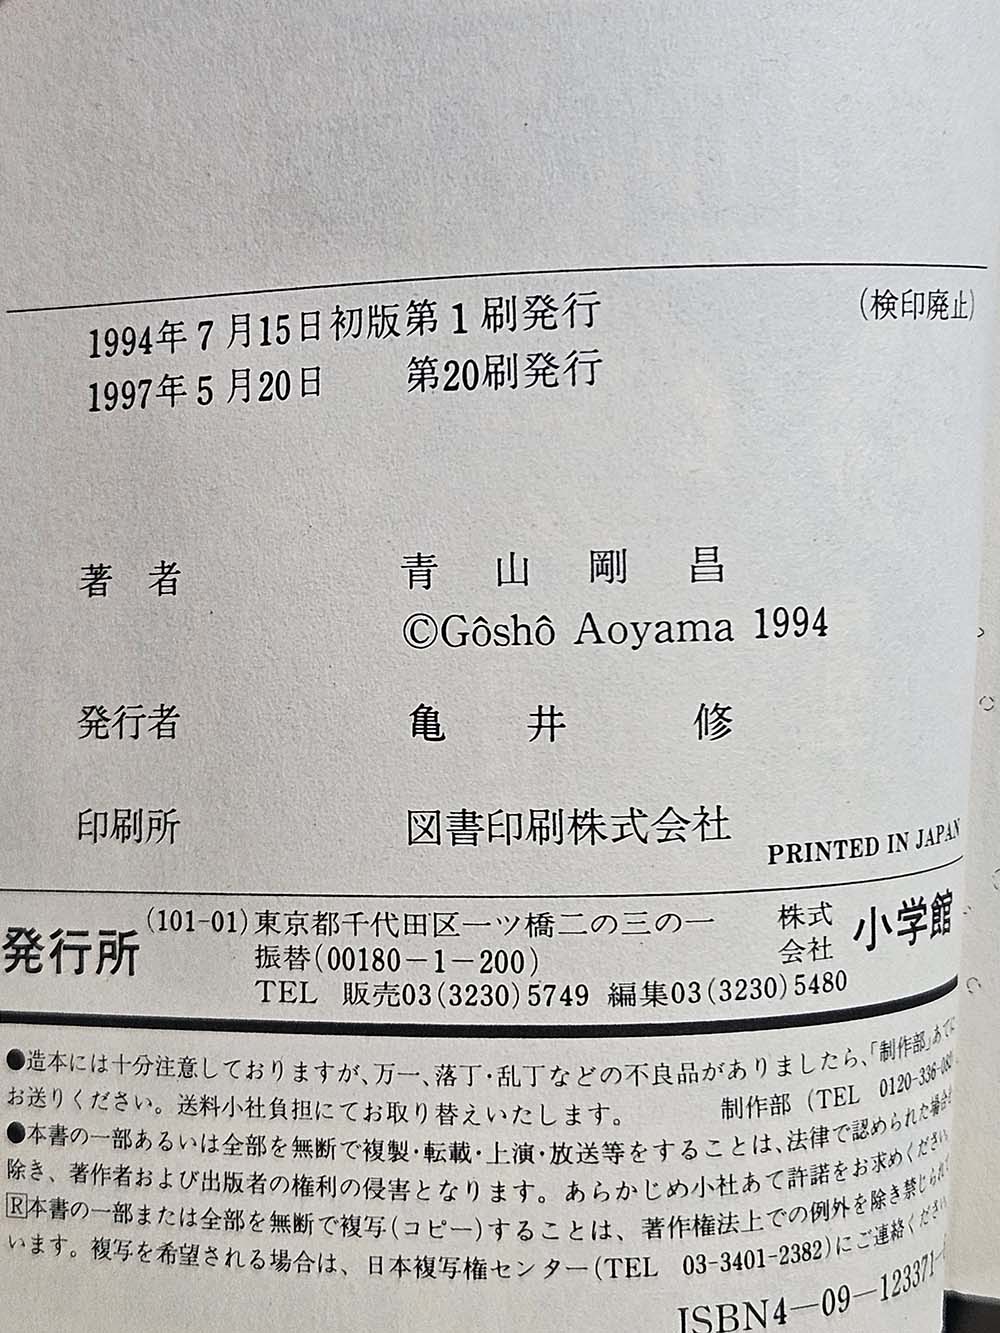 1994年7月15日初版第1刷発行
(検印廃止)
1997年5月20日 第20刷発行
著者 青山剛昌
©Gôshô Aoyama 1994
発行者 亀井修
印刷所 図書印刷株式会社
PRINTED IN JAPAN
発行所
(101-01)東京都千代田区一ツ橋二の三の一
振替(00180-1-200)
TEL 販売03(3230)5749 編集03(3230)5480
株式会社 小学館
●造本には十分注意しておりますが、万一、落丁・乱丁などの不良品がありましたら、「制作部」あてに
お送りください。送料小社負担にてお取り替えいたします。 制作部(TEL 0120-336-
●本書の一部あるいは全部を無断で複製・転載・上演・放送等をすることは、法律で認められた場合を
除き、著作者および出版者の権利の侵害となります。あらかじめ小社あて許諾をお求めください。
R本書の一部または全部を無断で複写(コピー)することは、著作権法上での例外を除き禁じられて
います。複写を希望される場合は、日本複写権センター(TEL 03-3401-2382)にご連絡ください。
ISBN4-09-123371-